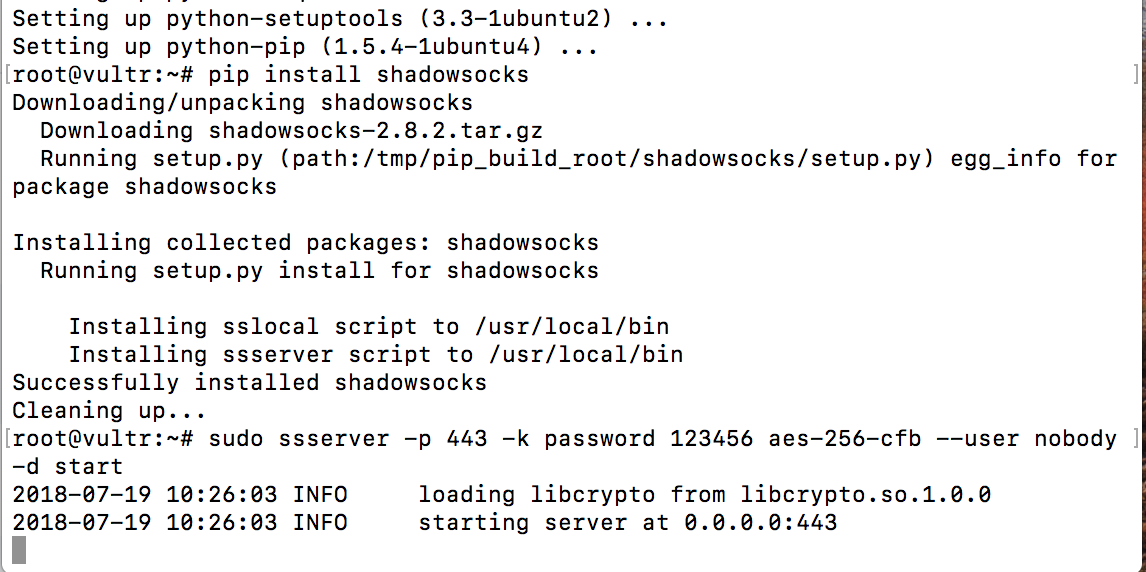 Setting up python-setuptools (3.3-1ubuntu2) ...
Setting up python-pip (1.5.4-1ubuntu4) ...
[root@vultr:~# pip install shadowsocks ]
Downloading/unpacking shadowsocks
  Downloading shadowsocks-2.8.2.tar.gz
  Running setup.py (path:/tmp/pip_build_root/shadowsocks/setup.py) egg_info for
package shadowsocks

Installing collected packages: shadowsocks
  Running setup.py install for shadowsocks

    Installing sslocal script to /usr/local/bin
    Installing ssserver script to /usr/local/bin
Successfully installed shadowsocks
Cleaning up...
[root@vultr:~# sudo ssserver -p 443 -k password 123456 aes-256-cfb --user nobody ]
-d start
2018-07-19 10:26:03 INFO     loading libcrypto from libcrypto.so.1.0.0
2018-07-19 10:26:03 INFO     starting server at 0.0.0.0:443